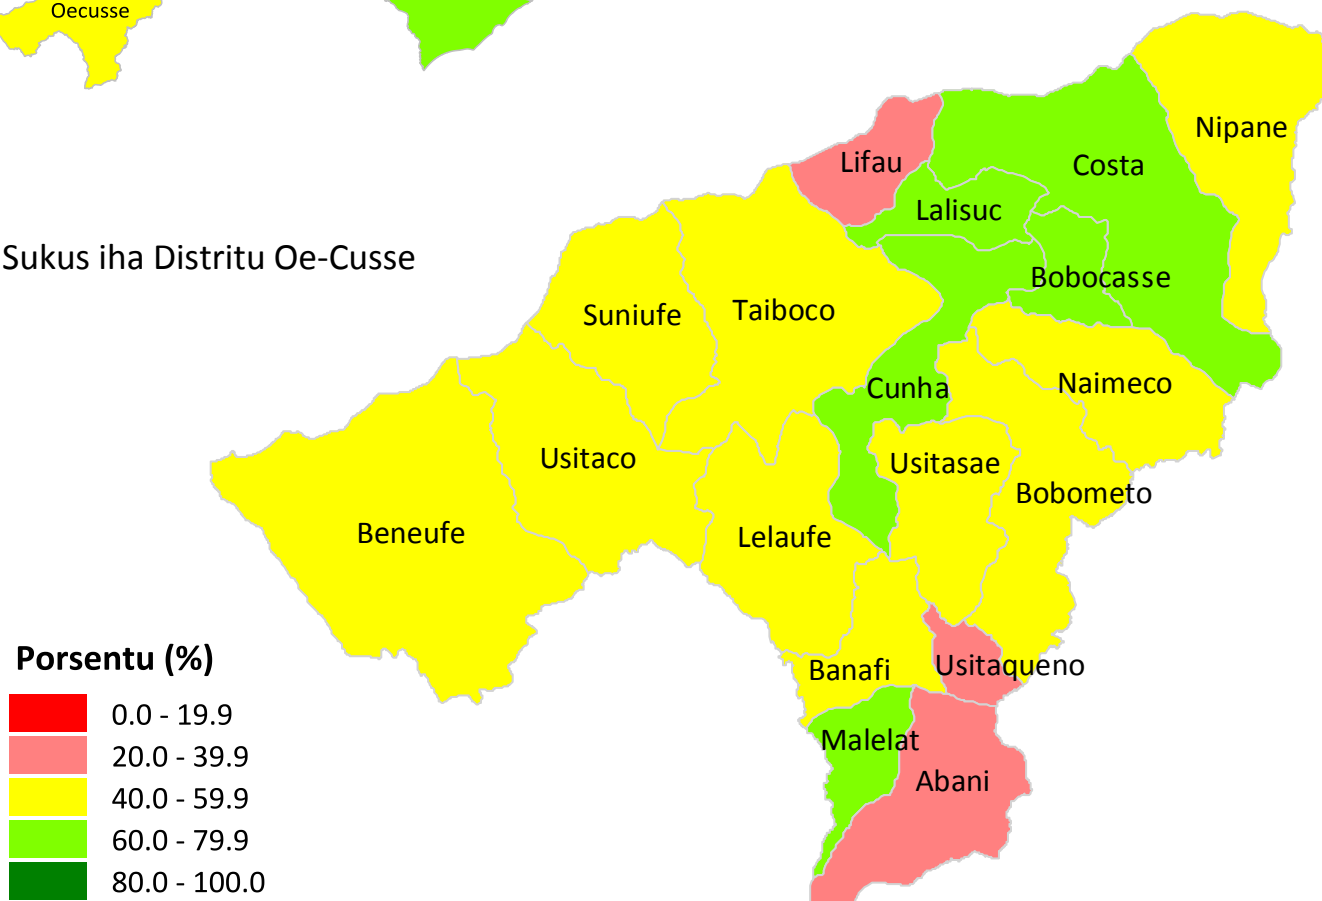 Oecusse
Nipane
Lifau
Costa
Lalisuc
Sukus iha Distritu Oe-Cusse
Bobocasse
Suniufe
Taiboco
Cunha
Naimeco
Usitaco
Usitasae
Bobometo
Beneufe
Lelaufe
Porsentu (%)
Banafi
Usitaqueno
0.0 - 19.9
Malelat
20.0 - 39.9
Abani
40.0 - 59.9
60.0 - 79.9
80.0 - 100.0